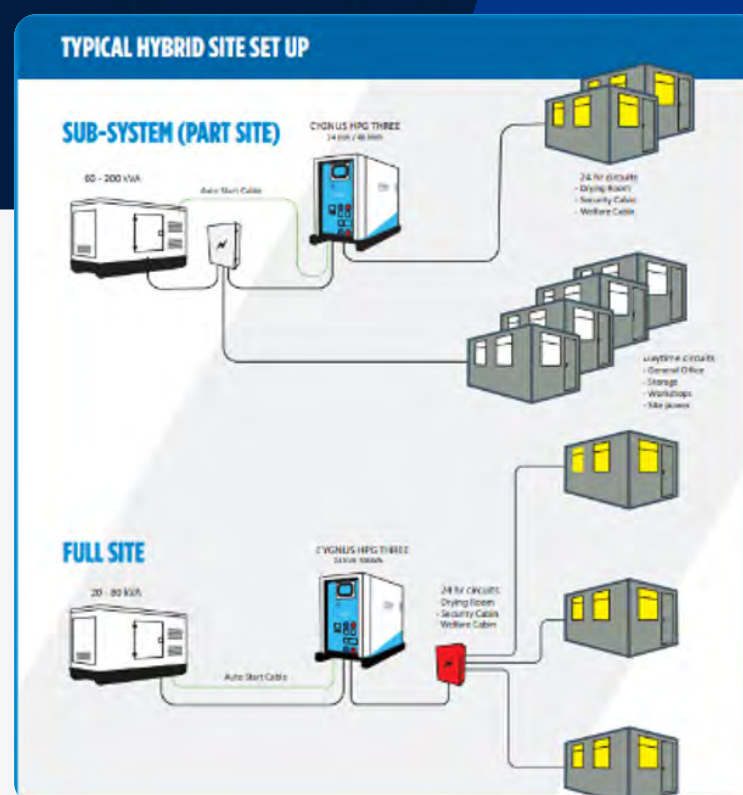 TYPICAL HYBRID SITE SET UP
SUB-SYSTEM (PART SITE)
CYGNUS HPG THREE
60 - 200 kVA
Auto Start Cable
24 hr circuits
- Drying Room
- Security Cabin
- Welfare Cabin
Daytime circuits
- General Office
- Storage
- Workshops
- Site power
FULL SITE
CYGNUS HPG THREE
20 - 80 kVA
24 hr circuits
- Drying Room
- Security Cabin
Welfare Cabin
Auto Start Cable